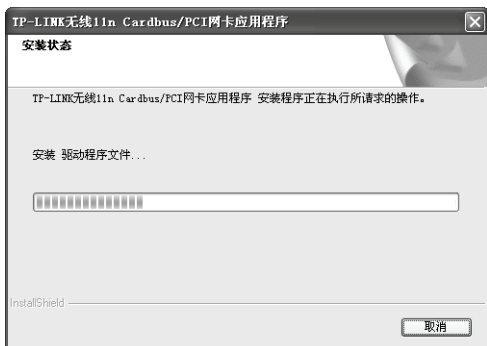 TP-LINK无线11n Cardbus/PCI网卡应用程序
安装状态
TP-LINK无线11n Cardbus/PCI网卡应用程序 安装程序正在执行所请求的操作。
安装 驱动程序文件...
InstallShield
取消